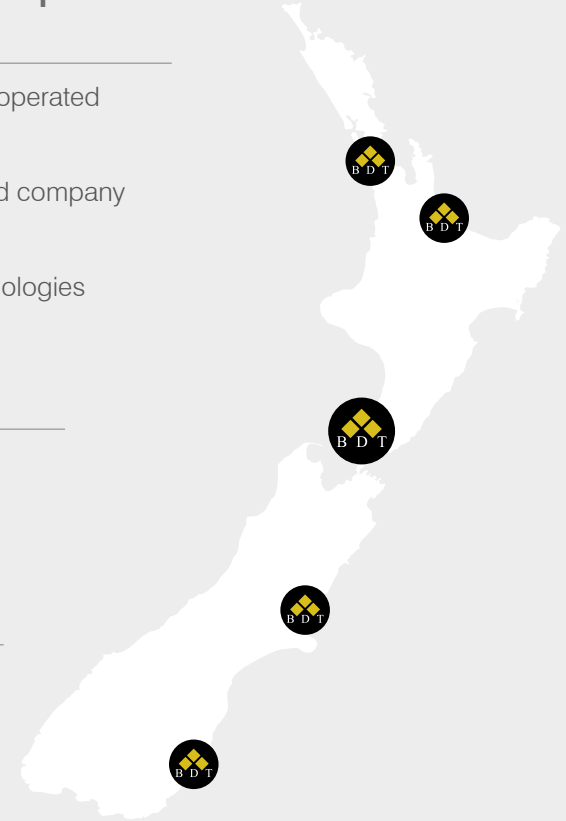 operated
d company
ologies
B D T
B D T
B D T
B D T
B D T